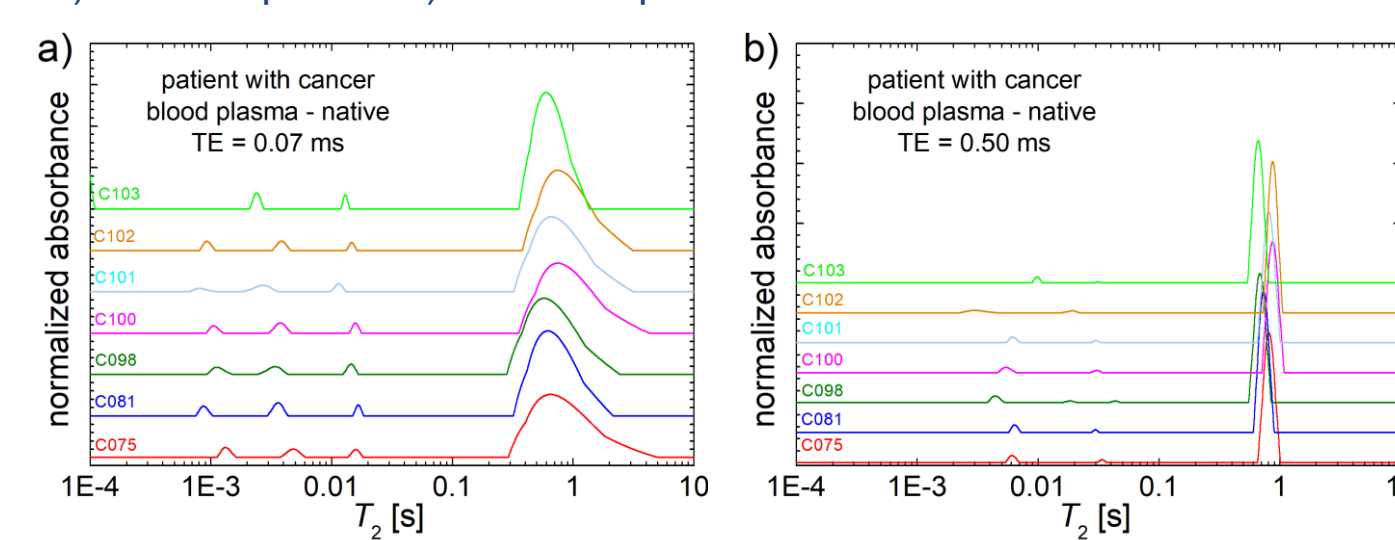 a)
patient with cancer
blood plasma - native
TE = 0.07 ms
normalized absorbance
C103
C102
C101
C100
C098
C081
C075
1E-4 1E-3 0.01 0.1 1 10
T2 [s]
b)
patient with cancer
blood plasma - native
TE = 0.50 ms
normalized absorbance
C103
C102
C101
C100
C098
C081
C075
1E-4 1E-3 0.01 0.1 1
T2 [s]